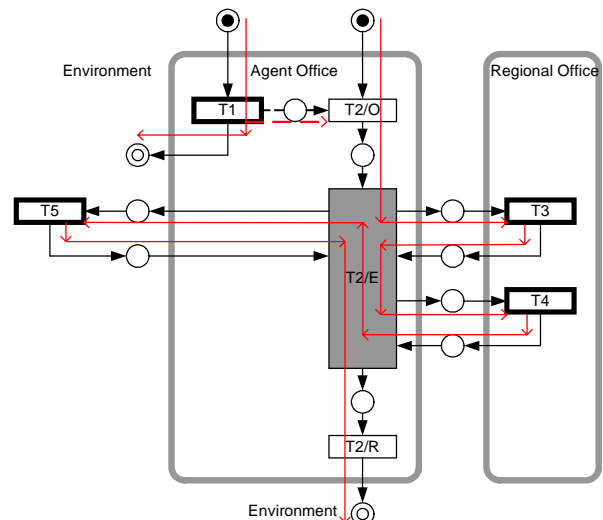 Environment
Agent Office
Regional Office
T1
T2/O
T5
T3
T2/E
T4
T2/R
Environment